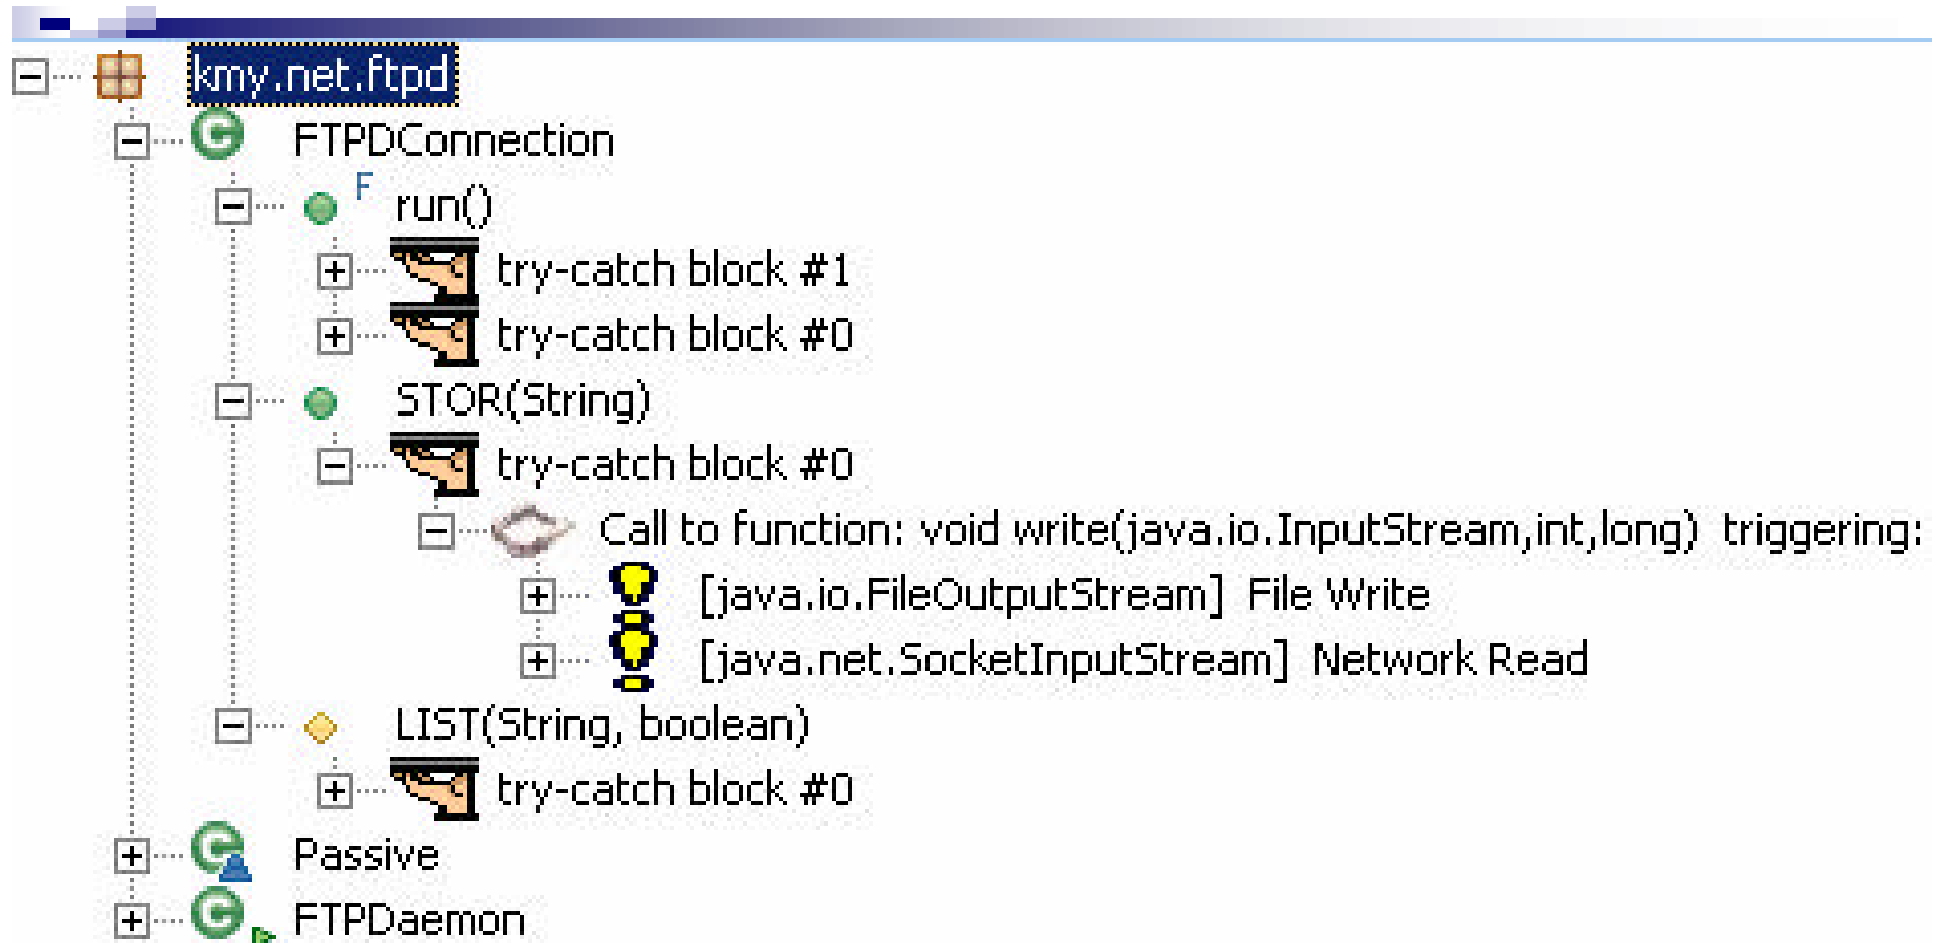 kmy.net.ftpd
FTPDConnection
F
run()
try-catch block #1
try-catch block #0
STOR(String)
try-catch block #0
Call to function: void write(java.io.InputStream,int,long) triggering:
[java.io.FileOutputStream] File Write
[java.net.SocketInputStream] Network Read
LIST(String, boolean)
try-catch block #0
Passive
FTPDaemon